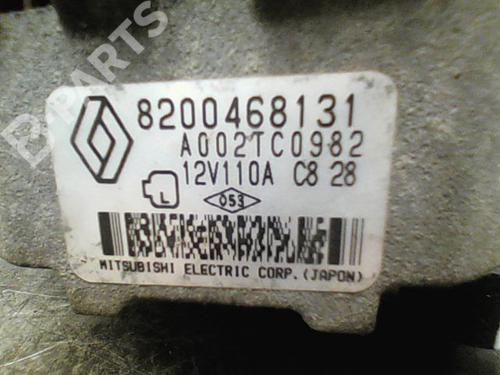 B-PARTS
8200468131
A002TC0982
12V110A C8 28
L
053
MITSUBISHI ELECTRIC CORP. (JAPON)